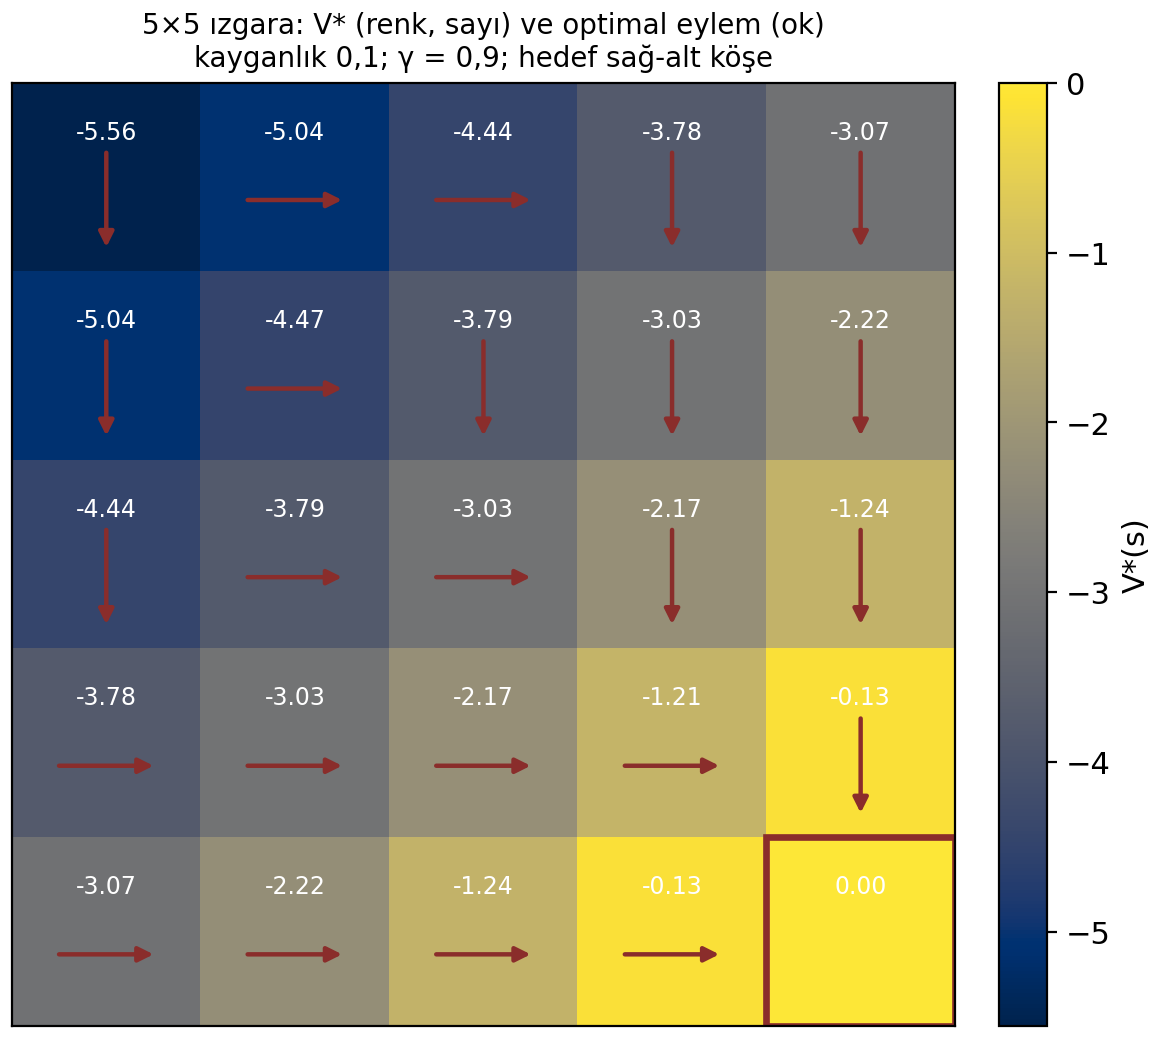 5×5 ızgara: V* (renk, sayı) ve optimal eylem (ok)
kayganlık 0,1; γ = 0,9; hedef sağ-alt köşe
-5.56 -5.04 -4.44 -3.78 -3.07
-5.04 -4.47 -3.79 -3.03 -2.22
-4.44 -3.79 -3.03 -2.17 -1.24
-3.78 -3.03 -2.17 -1.21 -0.13
-3.07 -2.22 -1.24 -0.13 0.00
0
−1
−2
−3
−4
−5
V*(s)